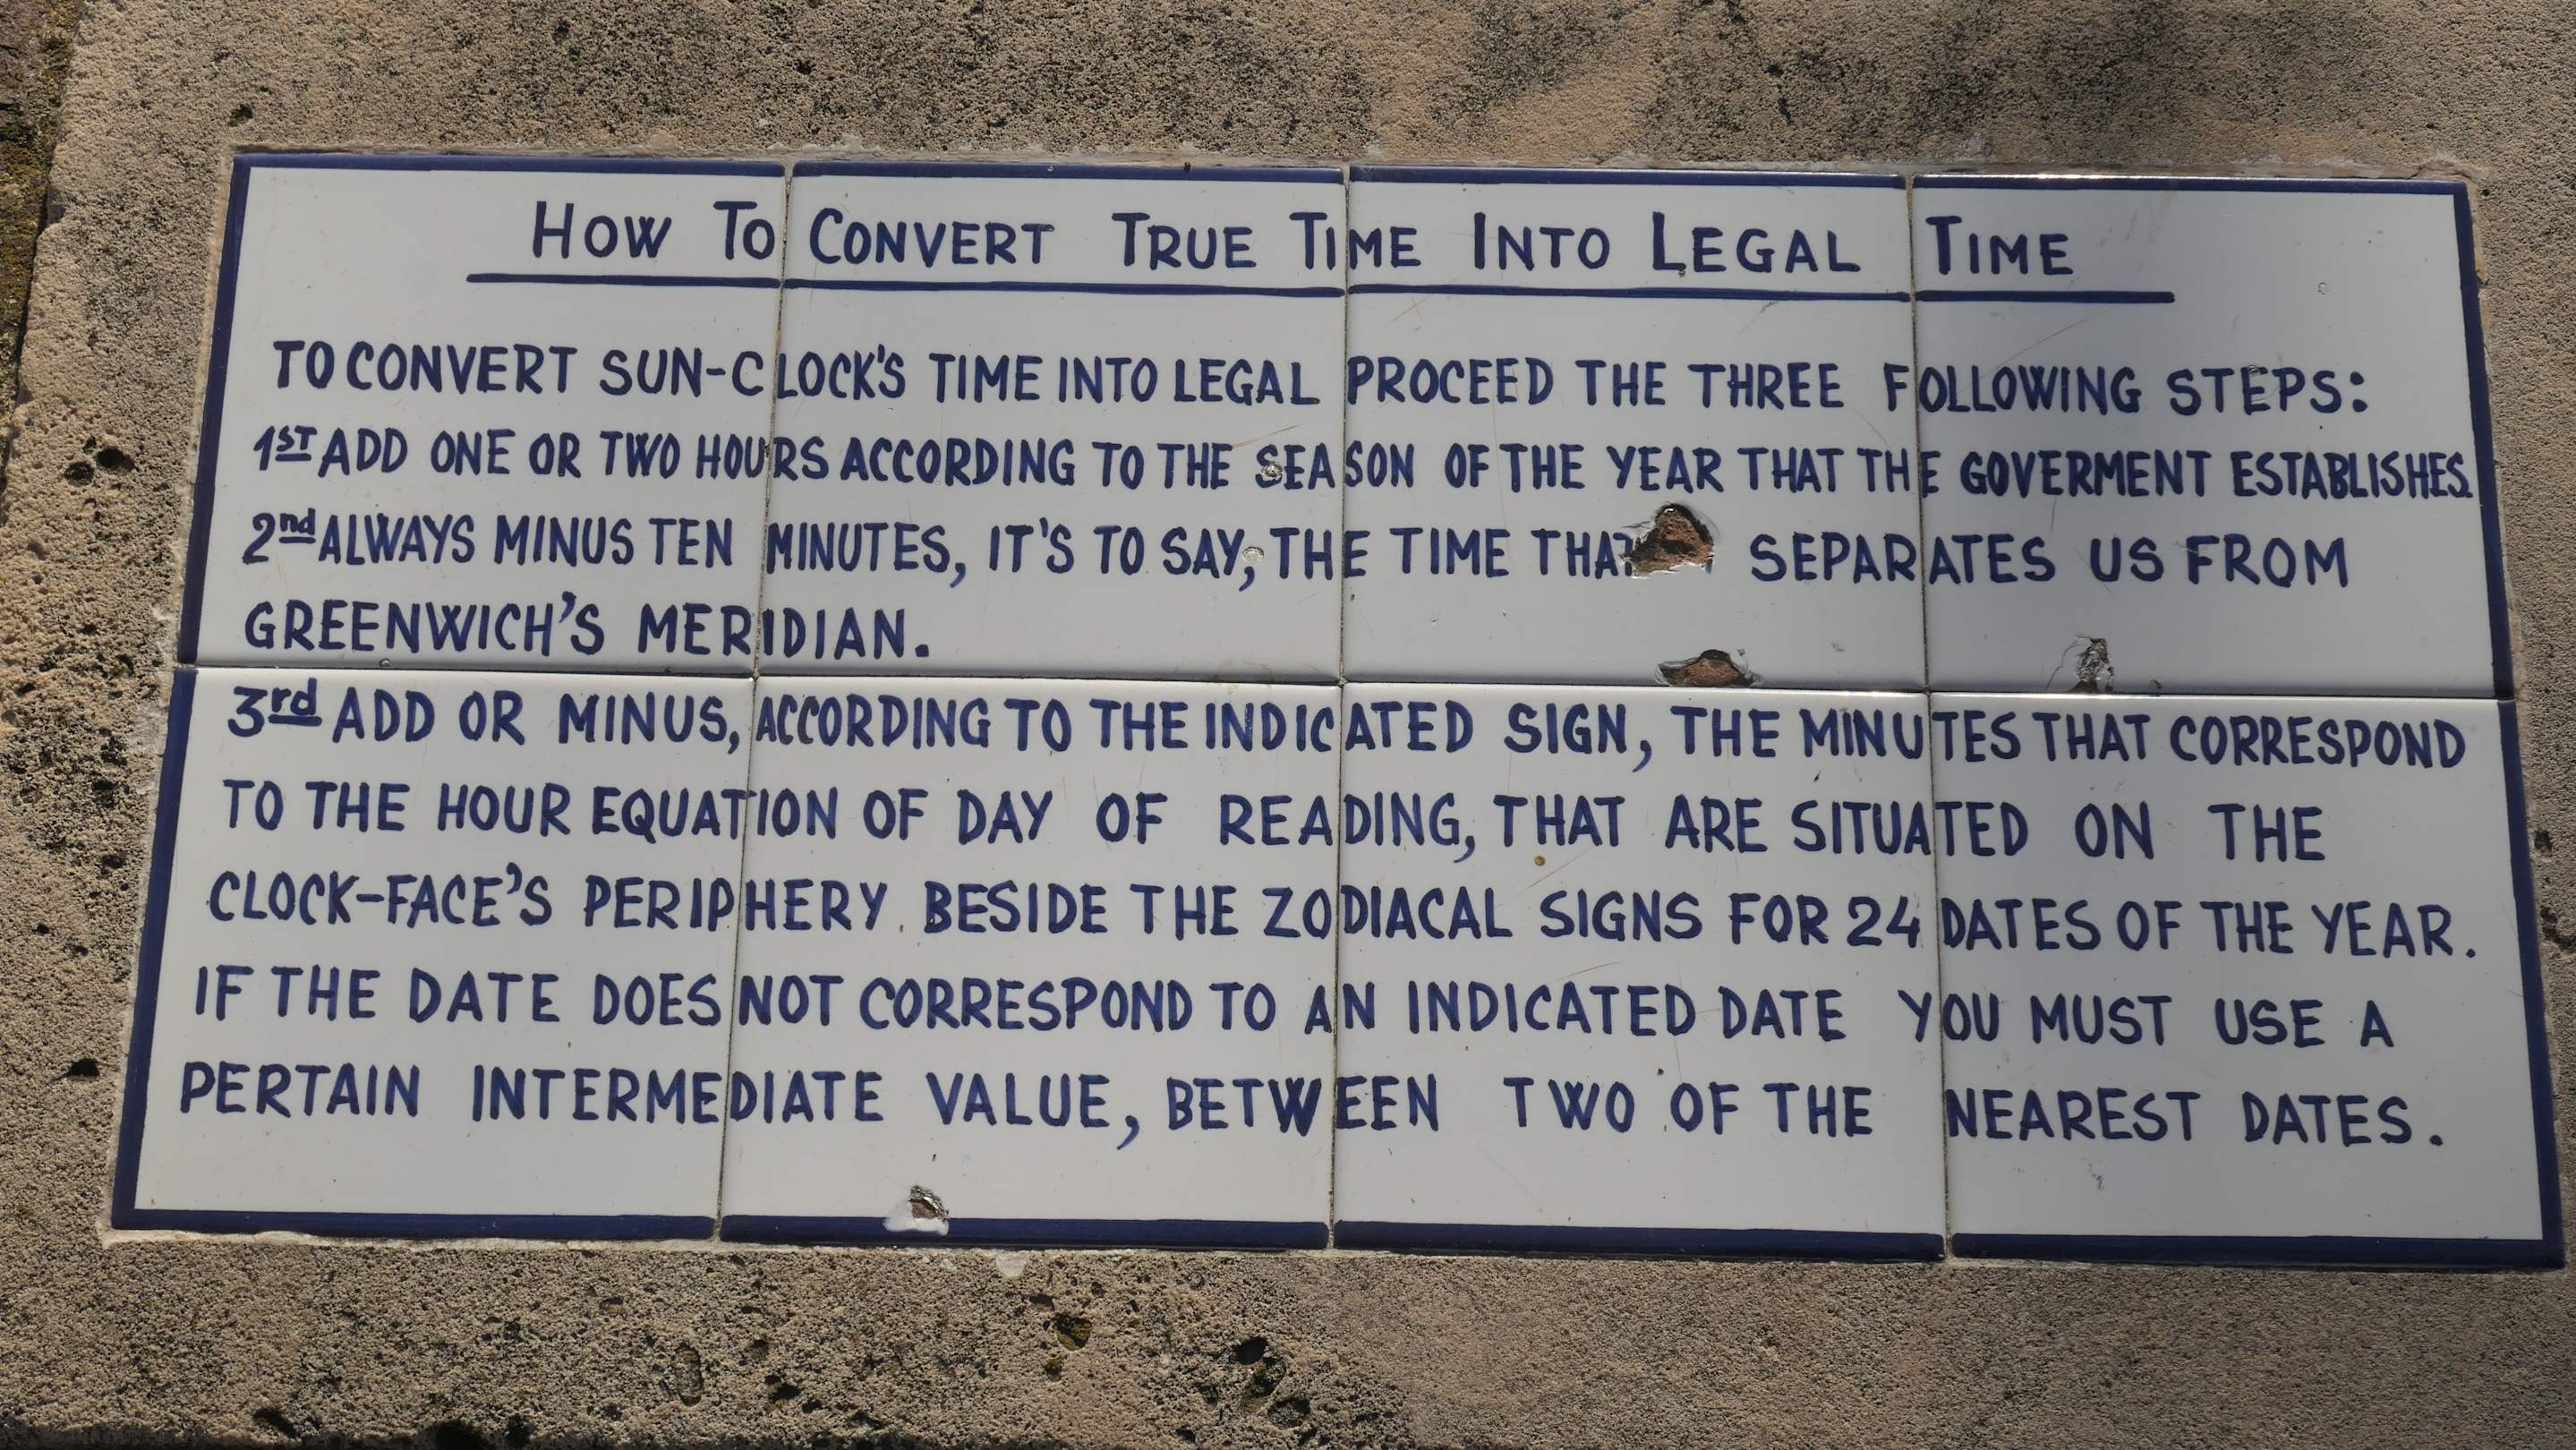 HOW TO CONVERT TRUE TIME INTO LEGAL TIME
TO CONVERT SUN-CLOCK'S TIME INTO LEGAL PROCEED THE THREE FOLLOWING STEPS:
1ST ADD ONE OR TWO HOURS ACCORDING TO THE SEASON OF THE YEAR THAT THE GOVERMENT ESTABLISHES.
2nd ALWAYS MINUS TEN MINUTES, IT'S TO SAY, THE TIME THAT SEPARATES US FROM
GREENWICH'S MERIDIAN.
3rd ADD OR MINUS, ACCORDING TO THE INDICATED SIGN, THE MINUTES THAT CORRESPOND
TO THE HOUR EQUATION OF DAY OF READING, THAT ARE SITUATED ON THE
CLOCK-FACE'S PERIPHERY BESIDE THE ZODIACAL SIGNS FOR 24 DATES OF THE YEAR.
IF THE DATE DOES NOT CORRESPOND TO AN INDICATED DATE YOU MUST USE A
PERTAIN INTERMEDIATE VALUE, BETWEEN TWO OF THE NEAREST DATES.